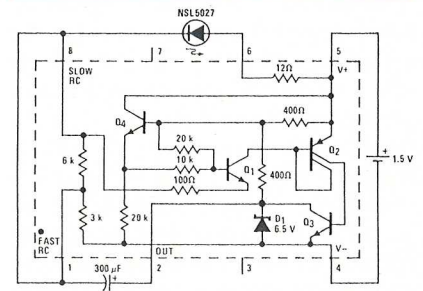 NSL5027
8 7 6 5
SLOW RC V+
12Ω
400Ω
Q4
20 k
Q2
+
1.5 V
10 k
Q1
6 k
100Ω
400Ω
3 k 20 k
D1
6.5 V
Q3
FAST RC
OUT V−
1 300 µF + 2 3 4